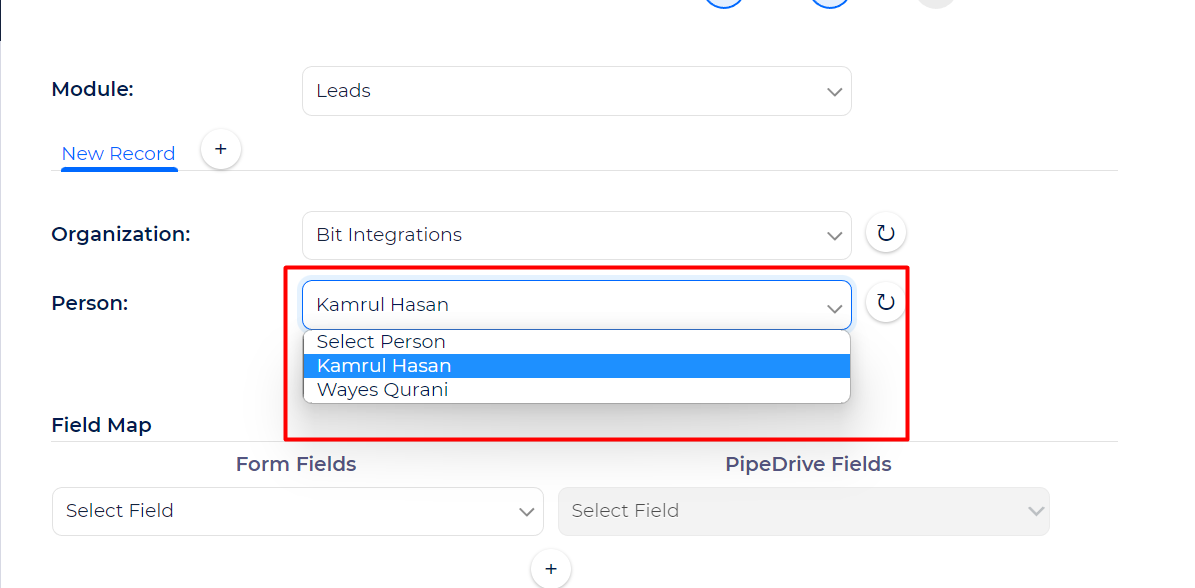 Module:
Leads
New Record
+
Organization:
Bit Integrations
Person:
Kamrul Hasan
Select Person
Kamrul Hasan
Wayes Qurani
Field Map
Form Fields
PipeDrive Fields
Select Field
Select Field
+